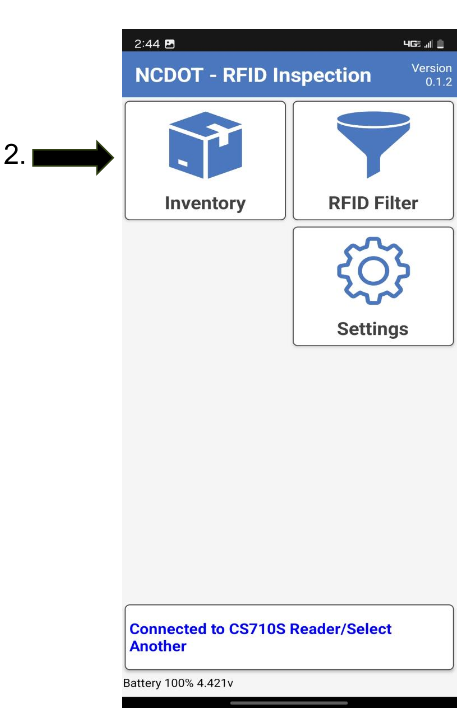 2:44 4G
NCDOT - RFID Inspection Version
0.1.2
2.
Inventory RFID Filter
Settings
Connected to CS710S Reader/Select
Another
Battery 100% 4.421v